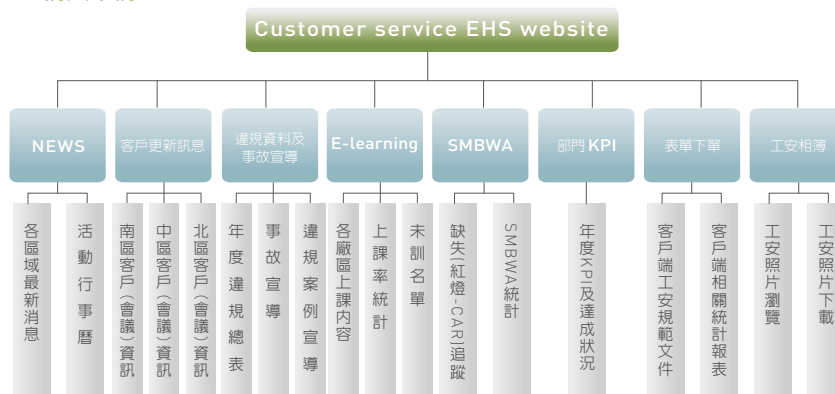 Customer service EHS website
NEWS
客戶更新訊息
違規資料及
事故宣導
E-learning
SMBWA
部門 KPI
表單下單
工安相簿
各區域最新消息
活動行事曆
南區客戶(會議)資訊
中區客戶(會議)資訊
北區客戶(會議)資訊
年度違規總表
事故宣導
違規案例宣導
各廠區上課內容
上課率統計
未訓名單
缺失(紅燈-CAR)追蹤
SMBWA統計
年度KPI及達成狀況
客戶端工安規範文件
客戶端相關統計報表
工安照片瀏覽
工安照片下載